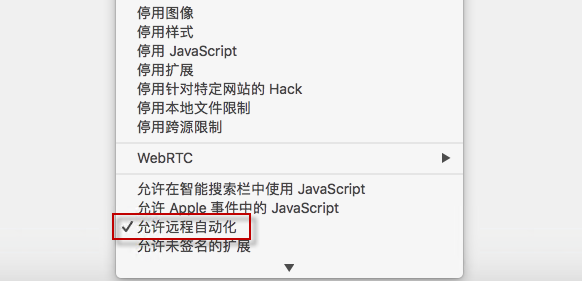 停用图像
停用样式
停用 JavaScript
停用扩展
停用针对特定网站的 Hack
停用本地文件限制
停用跨源限制
WebRTC
允许在智能搜索栏中使用 JavaScript
允许 Apple 事件中的 JavaScript
允许远程自动化
允许未签名的扩展